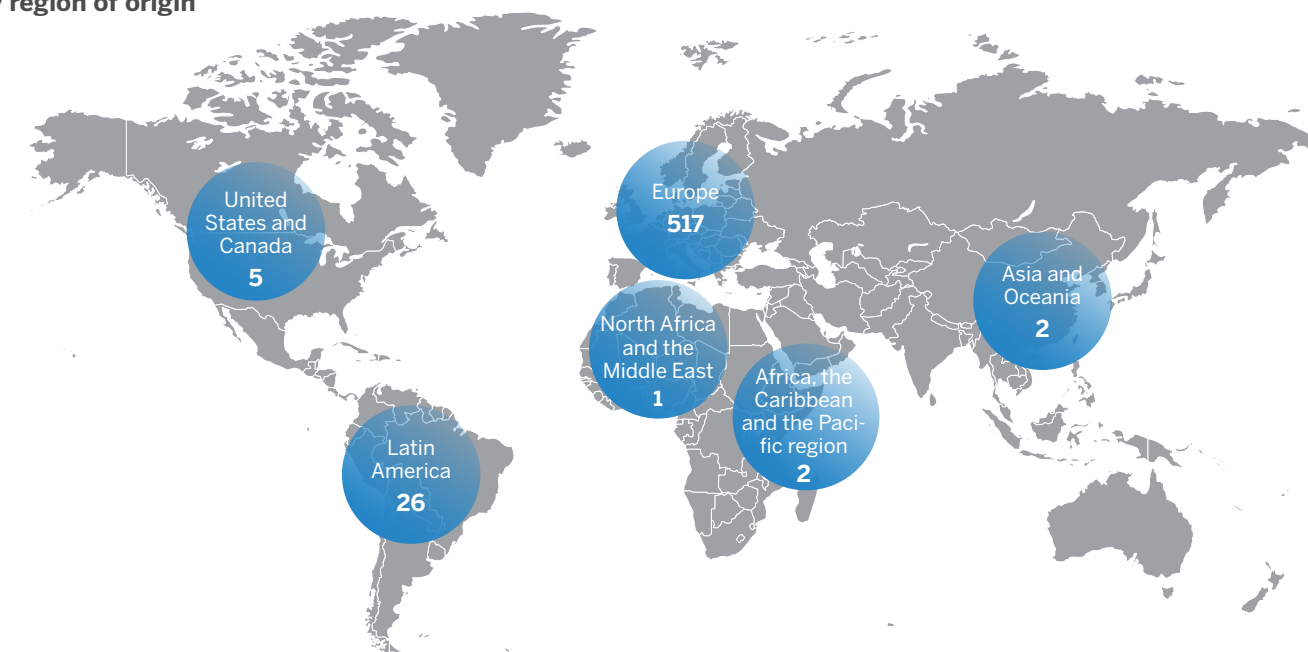 region of origin
United
States and
Canada
5
Europe
517
Asia and
Oceania
2
North Africa
and the
Middle East
1
Africa, the
Caribbean
and the Paci-
fic region
2
Latin
America
26